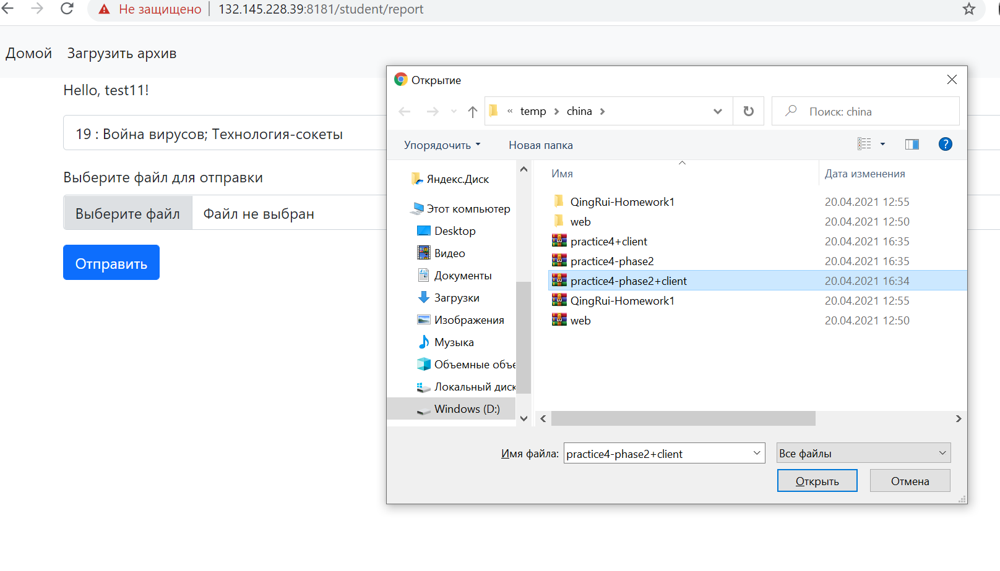 Не защищено 132.145.228.39:8181/student/report
Домой Загрузить архив
Hello, test11!
19 : Война вирусов; Технология-сокеты
Выберите файл для отправки
Выберите файл Файл не выбран
Отправить
Открытие
« temp china
Поиск: china
Упорядочить Новая папка
?
Яндекс.Диск
Этот компьютер
Desktop
Видео
Документы
Загрузки
Изображения
Музыка
Объемные объе
Локальный диск
Windows (D:)
Имя Дата изменения
QingRui-Homework1 20.04.2021 12:55
web 20.04.2021 12:50
practice4+client 20.04.2021 16:35
practice4-phase2 20.04.2021 16:35
practice4-phase2+client 20.04.2021 16:34
QingRui-Homework1 20.04.2021 12:55
web 20.04.2021 12:50
Имя файла: practice4-phase2+client Все файлы
Открыть Отмена